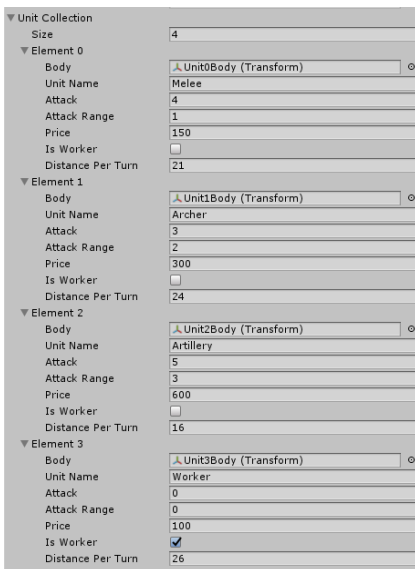 Unit Collection
Size 4
Element 0
Body Unit0Body (Transform)
Unit Name Melee
Attack 4
Attack Range 1
Price 150
Is Worker
Distance Per Turn 21
Element 1
Body Unit1Body (Transform)
Unit Name Archer
Attack 3
Attack Range 2
Price 300
Is Worker
Distance Per Turn 24
Element 2
Body Unit2Body (Transform)
Unit Name Artillery
Attack 5
Attack Range 3
Price 600
Is Worker
Distance Per Turn 16
Element 3
Body Unit3Body (Transform)
Unit Name Worker
Attack 0
Attack Range 0
Price 100
Is Worker
Distance Per Turn 26